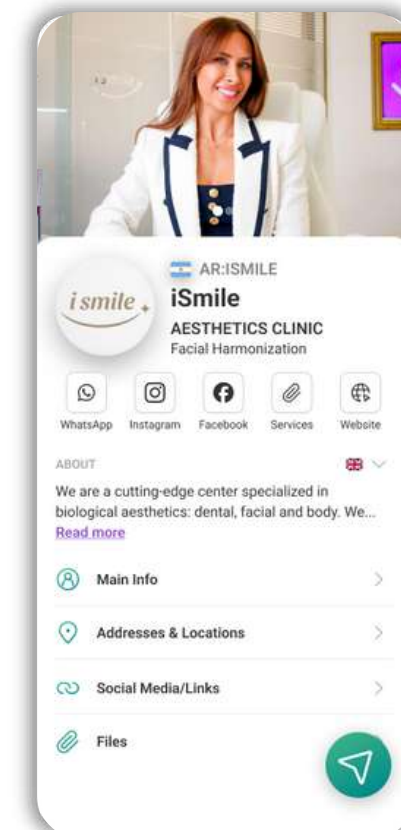 AR:ISMILE
i smile
iSmile
AESTHETICS CLINIC
Facial Harmonization
WhatsApp Instagram Facebook Services Website
ABOUT
We are a cutting-edge center specialized in
biological aesthetics: dental, facial and body. We...
Read more
Main Info
Addresses & Locations
Social Media/Links
Files